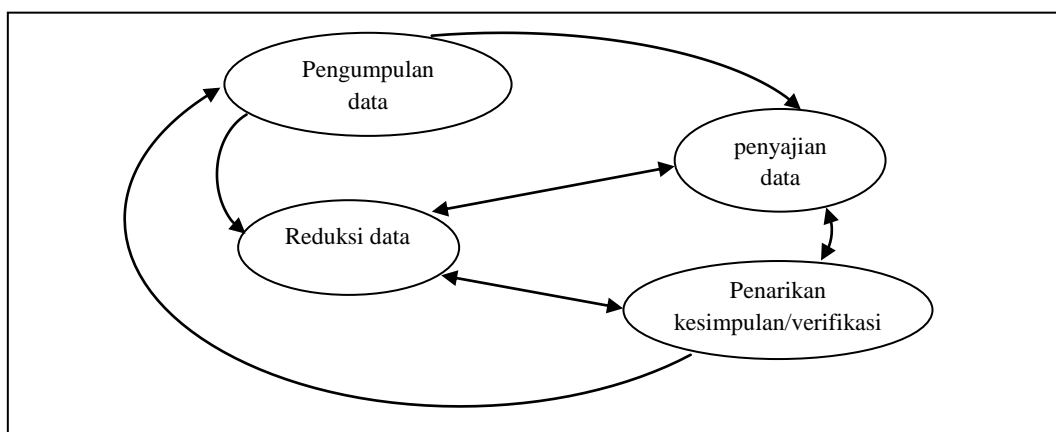 Pengumpulan
data
penyajian
data
Reduksi data
Penarikan
kesimpulan/verifikasi